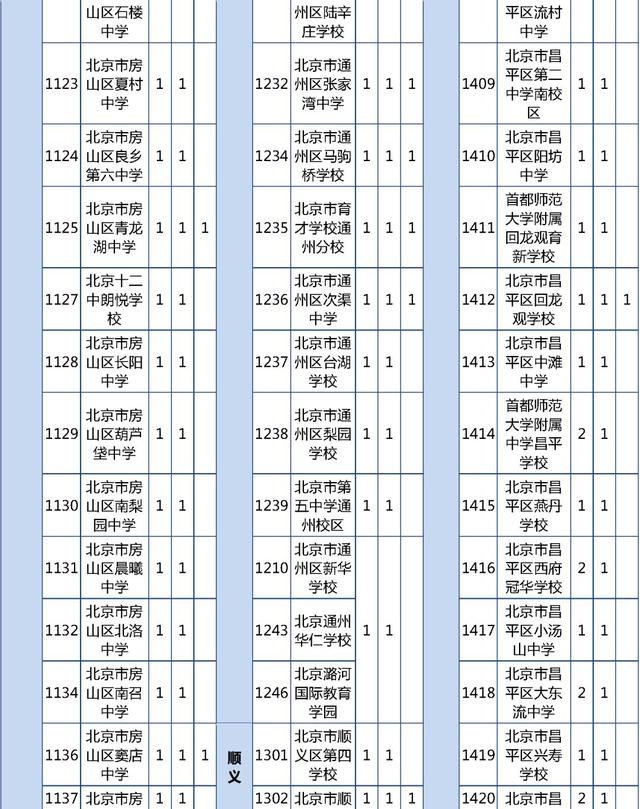 山区石楼
中学
1123 北京市房 1 1
山区夏村
中学
1124 北京市房 1 1
山区良乡
第六中学
1125 北京市房 1 1 1
山区青龙
湖中学
1127 北京十二 1 1
中朗悦学
校
1128 北京市房 1 1
山区长阳
中学
1129 北京市房 1 1
山区葫芦
垡中学
1130 北京市房 1 1
山区南梨
园中学
1131 北京市房 1 1
山区晨曦
中学
1132 北京市房 1 1
山区北洛
中学
1134 北京市房 1 1
山区南召
中学
1136 北京市房 1 1 1
山区窦店
中学
1137 北京市房 1 1
州区陆辛
庄学校
1232 北京市通 1 1 1
州区张家
湾中学
1234 北京市通 1 1 1
州区马驹
桥学校
1235 北京市育 1 1 1
才学校通
州分校
1236 北京市通 1 1 1
州区次渠
中学
1237 北京市通 1 1
州区台湖
学校
1238 北京市通 1 1
州区梨园
学校
1239 北京市第 1 1
五中学通
州校区
1210 北京市通
州区新华
学校
1243 北京通州 1 1
华仁学校
1246 北京潞河
国际教育
学园
顺
义
1301 北京市顺 1 1
义区第四
学校
1302 北京市顺 1 1 1
平区流村
中学
1409 北京市昌 1 1
平区第二
中学南校
区
1410 北京市昌 1 1
平区阳坊
中学
1411 首都师范 1 1
大学附属
回龙观育
新学校
1412 北京市昌 1 1 1
平区回龙
观学校
1413 北京市昌 1 1
平区中滩
中学
1414 首都师范 2 1
大学附属
中学昌平
学校
1415 北京市昌 1 1
平区燕丹
学校
1416 北京市昌 2 1
平区西府
冠华学校
1417 北京市昌 1 1
平区小汤
山中学
1418 北京市昌 2 1
平区大东
流中学
1419 北京市昌 1 1
平区兴寿
学校
1420 北京市昌 2 1